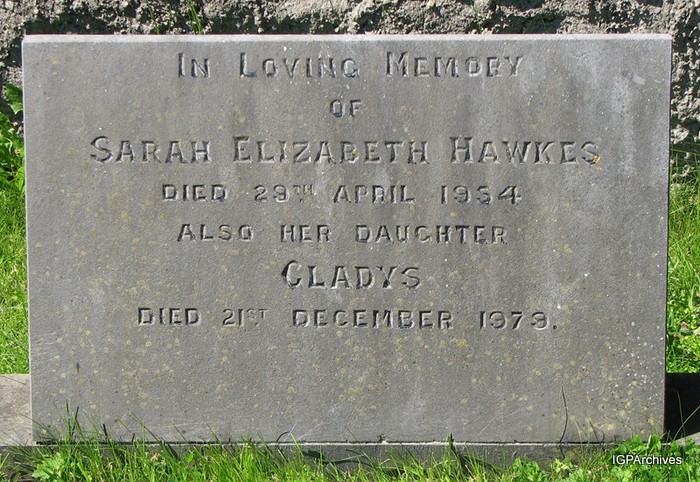 In Loving Memory
of
Sarah Elizabeth Hawkes
died 29th April 1934
also her daughter
Gladys
died 21st December 1979.
IGPArchives